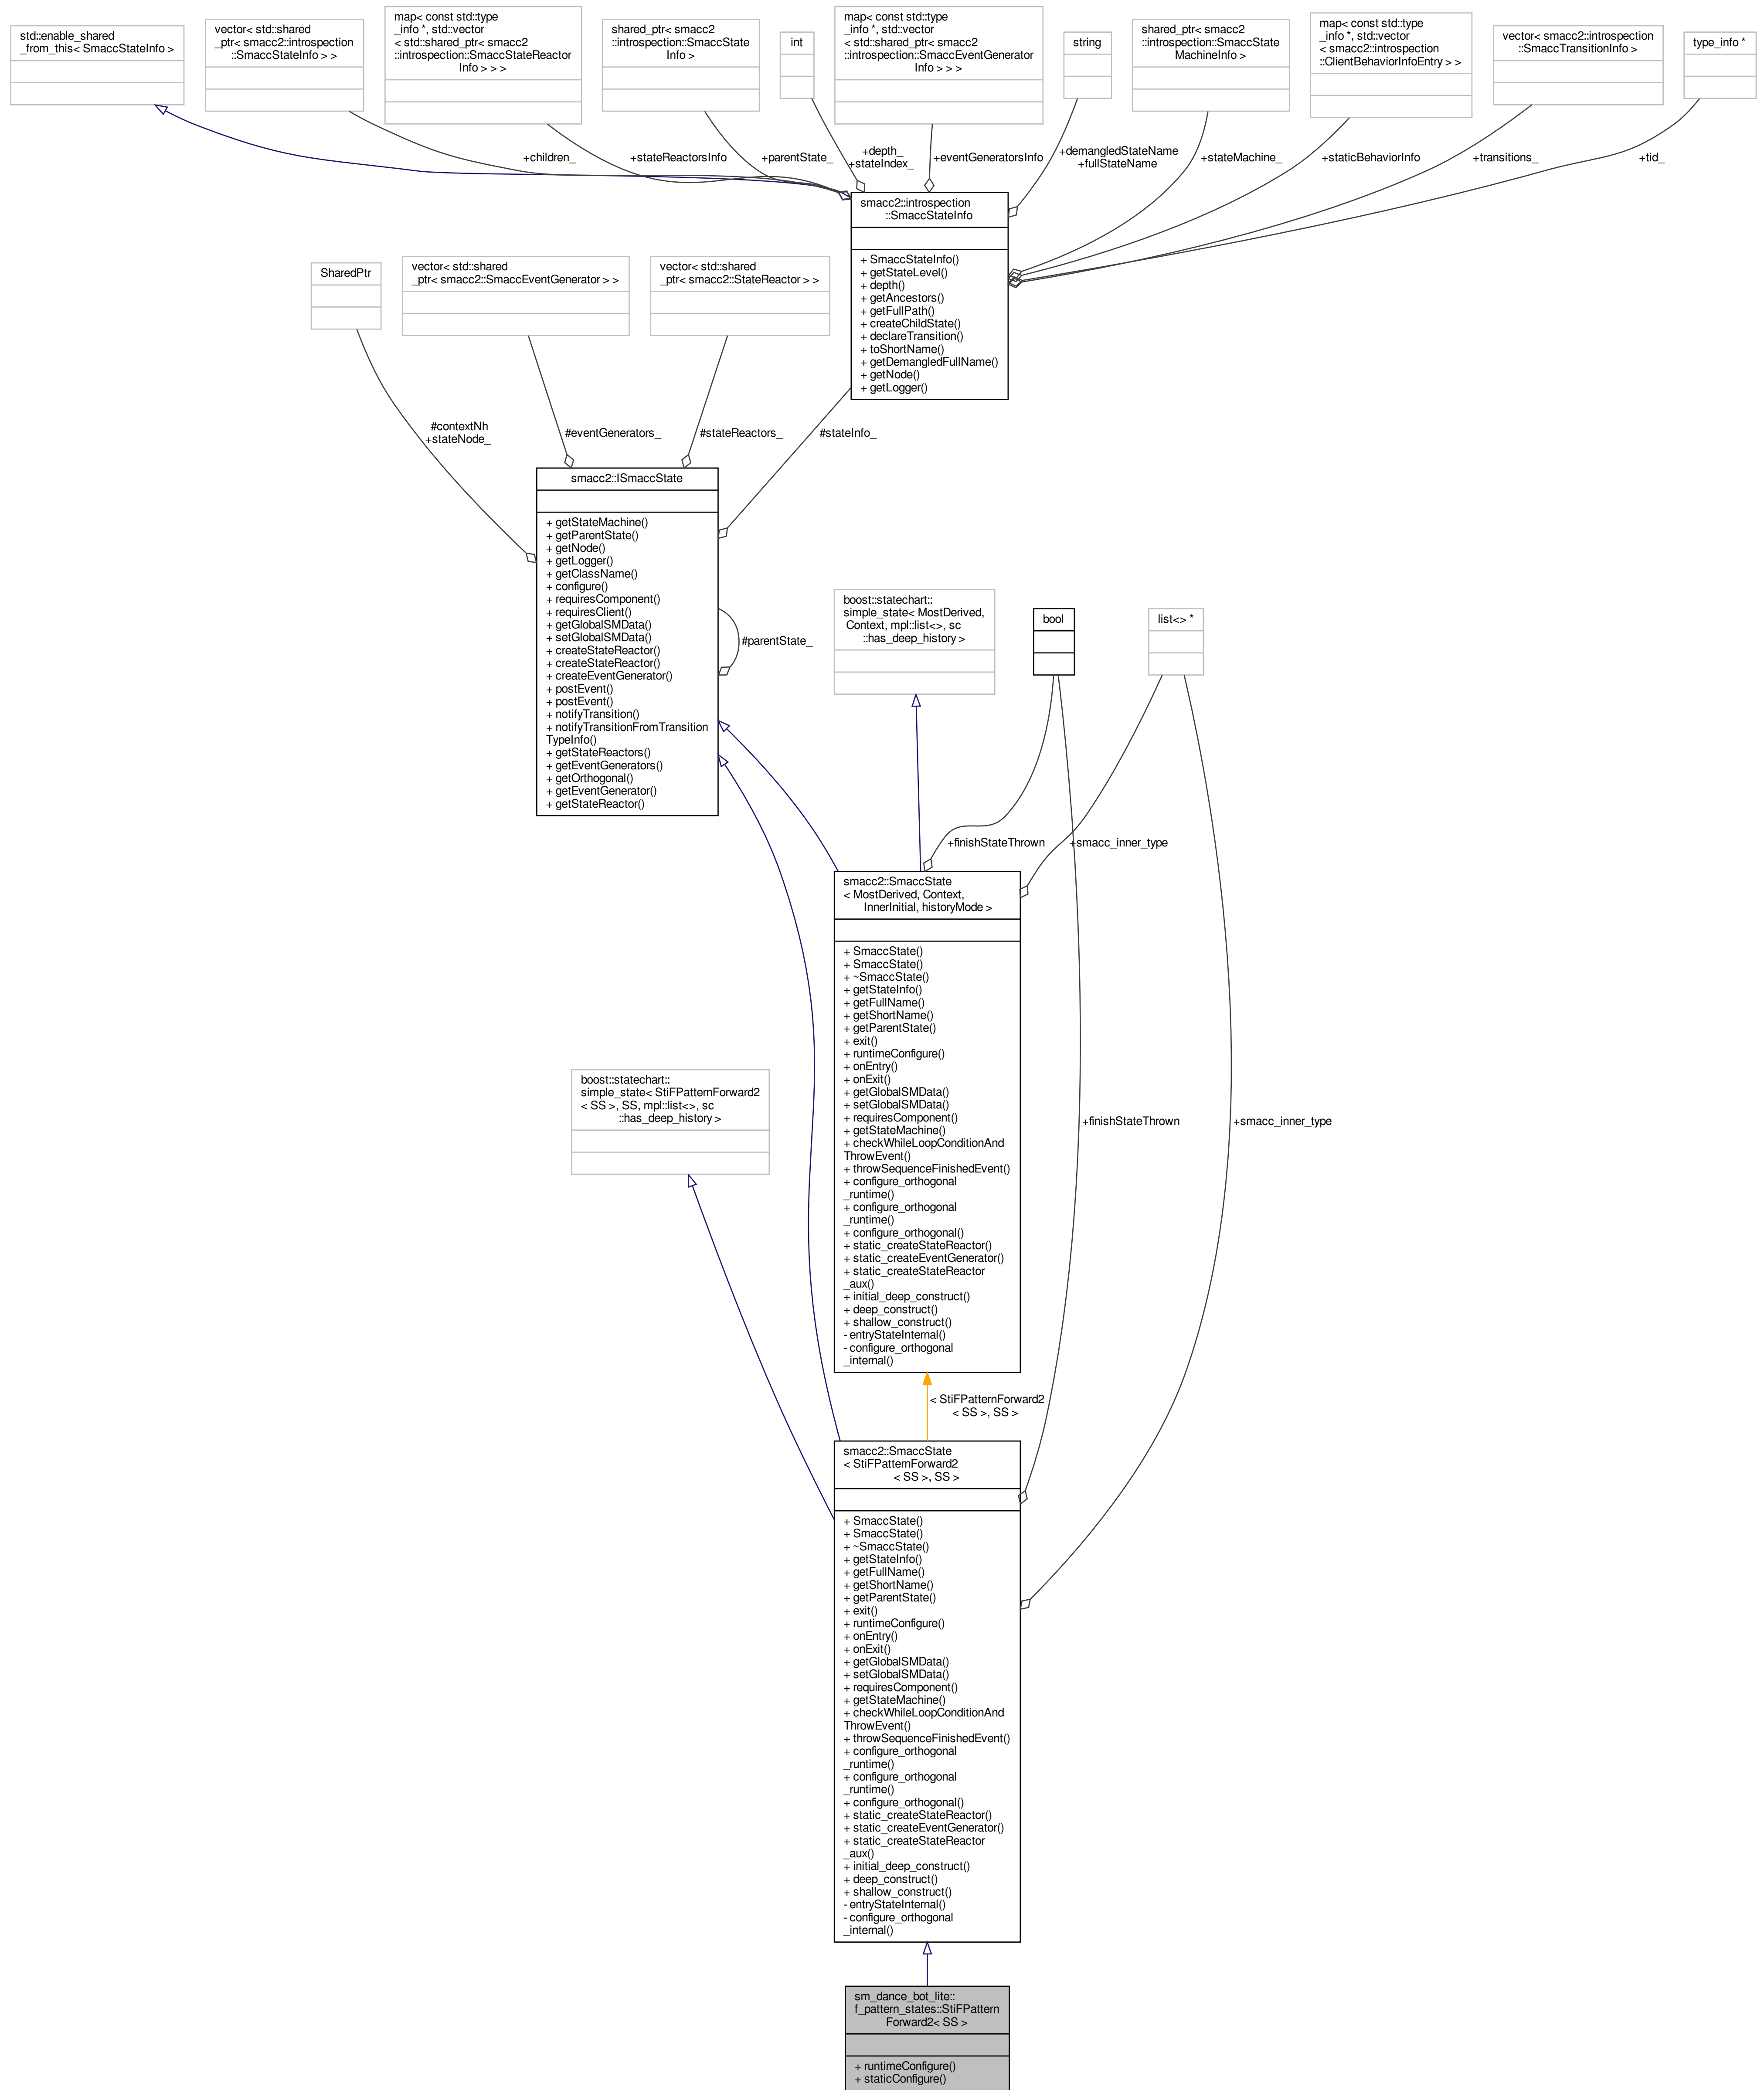 std::enable_shared
_from_this< SmaccStateInfo >
vector< std::shared
_ptr< smacc2::introspection
::SmaccStateInfo > >
map< const std::type
_info *, std::vector
< std::shared_ptr< smacc2
::introspection::SmaccStateReactor
Info > > >
shared_ptr< smacc2
::introspection::SmaccState
Info >
int
map< const std::type
_info *, std::vector
< std::shared_ptr< smacc2
::introspection::SmaccEventGenerator
Info > > >
string
shared_ptr< smacc2
::introspection::SmaccState
MachineInfo >
map< const std::type
_info *, std::vector
< smacc2::introspection
::ClientBehaviorInfoEntry > >
vector< smacc2::introspection
::SmaccTransitionInfo >
type_info *
+children_
+stateReactorsInfo
+parentState_
+depth_
+stateIndex_
+eventGeneratorsInfo
+demangledStateName
+fullStateName
+stateMachine_
+staticBehaviorInfo
+transitions_
+tid_
smacc2::introspection
::SmaccStateInfo
+ SmaccStateInfo()
+ getStateLevel()
+ depth()
+ getAncestors()
+ getFullPath()
+ createChildState()
+ declareTransition()
+ toShortName()
+ getDemangledFullName()
+ getNode()
+ getLogger()
SharedPtr
vector< std::shared
_ptr< smacc2::SmaccEventGenerator > >
vector< std::shared
_ptr< smacc2::StateReactor > >
#contextNh
+stateNode_
#eventGenerators_
#stateReactors_
#stateInfo_
smacc2::ISmaccState
+ getStateMachine()
+ getParentState()
+ getNode()
+ getLogger()
+ getClassName()
+ configure()
+ requiresComponent()
+ requiresClient()
+ getGlobalSMData()
+ setGlobalSMData()
+ createStateReactor()
+ createStateReactor()
+ createEventGenerator()
+ postEvent()
+ postEvent()
+ notifyTransition()
+ notifyTransitionFromTransition
TypeInfo()
+ getStateReactors()
+ getEventGenerators()
+ getOrthogonal()
+ getEventGenerator()
+ getStateReactor()
#parentState_
boost::statechart::
simple_state< MostDerived,
Context, mpl::list<>, sc
::has_deep_history >
bool
list<> *
+finishStateThrown
+smacc_inner_type
smacc2::SmaccState
< MostDerived, Context,
InnerInitial, historyMode >
+ SmaccState()
+ SmaccState()
+ ~SmaccState()
+ getStateInfo()
+ getFullName()
+ getShortName()
+ getParentState()
+ exit()
+ runtimeConfigure()
+ onEntry()
+ onExit()
+ getGlobalSMData()
+ setGlobalSMData()
+ requiresComponent()
+ getStateMachine()
+ checkWhileLoopConditionAnd
ThrowEvent()
+ throwSequenceFinishedEvent()
+ configure_orthogonal
_runtime()
+ configure_orthogonal
_runtime()
+ configure_orthogonal()
+ static_createStateReactor()
+ static_createEventGenerator()
+ static_createStateReactor
_aux()
+ initial_deep_construct()
+ deep_construct()
+ shallow_construct()
- entryStateInternal()
- configure_orthogonal
_internal()
boost::statechart::
simple_state< StiFPatternForward2
< SS >, SS, mpl::list<>, sc
::has_deep_history >
+finishStateThrown
+smacc_inner_type
< StiFPatternForward2
< SS >, SS >
smacc2::SmaccState
< StiFPatternForward2
< SS >, SS >
+ SmaccState()
+ SmaccState()
+ ~SmaccState()
+ getStateInfo()
+ getFullName()
+ getShortName()
+ getParentState()
+ exit()
+ runtimeConfigure()
+ onEntry()
+ onExit()
+ getGlobalSMData()
+ setGlobalSMData()
+ requiresComponent()
+ getStateMachine()
+ checkWhileLoopConditionAnd
ThrowEvent()
+ throwSequenceFinishedEvent()
+ configure_orthogonal
_runtime()
+ configure_orthogonal
_runtime()
+ configure_orthogonal()
+ static_createStateReactor()
+ static_createEventGenerator()
+ static_createStateReactor
_aux()
+ initial_deep_construct()
+ deep_construct()
+ shallow_construct()
- entryStateInternal()
- configure_orthogonal
_internal()
sm_dance_bot_lite::
f_pattern_states::StiFPattern
Forward2< SS >
+ runtimeConfigure()
+ staticConfigure()